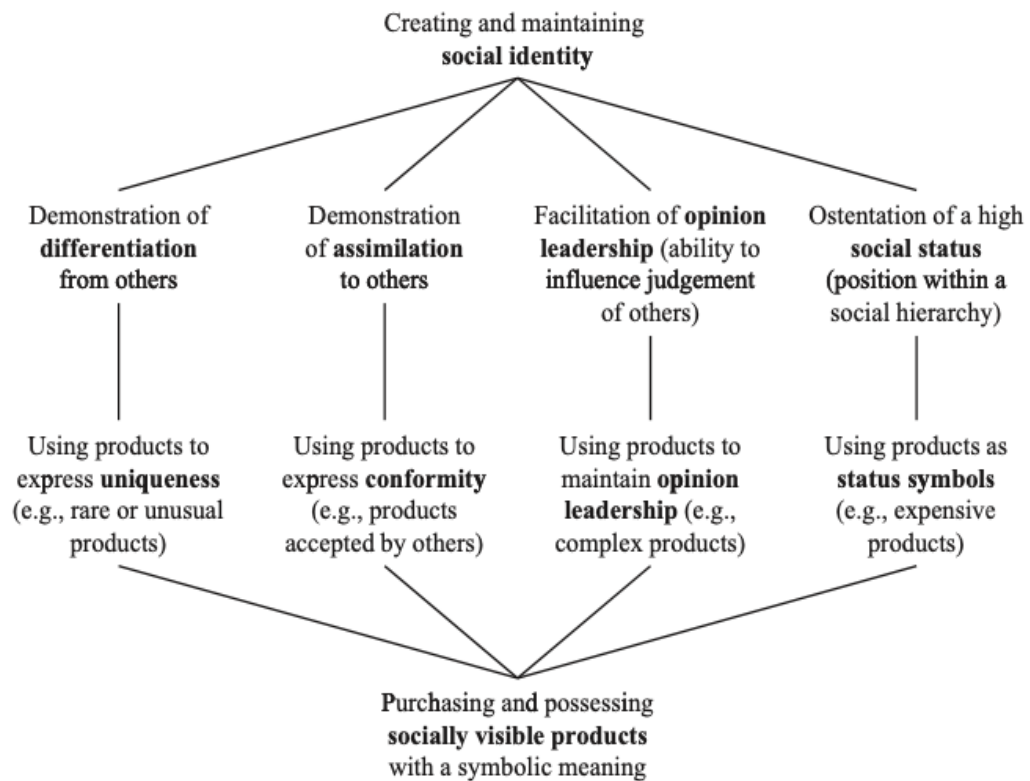 Creating and maintaining
social identity
Demonstration of
differentiation
from others
Demonstration
of assimilation
to others
Facilitation of opinion
leadership (ability to
influence judgement
of others)
Ostentation of a high
social status
(position within a
social hierarchy)
Using products to
express uniqueness
(e.g., rare or unusual
products)
Using products to
express conformity
(e.g., products
accepted by others)
Using products to
maintain opinion
leadership (e.g.,
complex products)
Using products as
status symbols
(e.g., expensive
products)
Purchasing and possessing
socially visible products
with a symbolic meaning